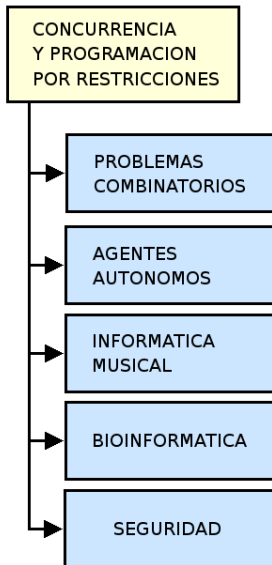 CONCURRENCIA
Y PROGRAMACION
POR RESTRICCIONES
PROBLEMAS
COMBINATORIOS
AGENTES
AUTONOMOS
INFORMATICA
MUSICAL
BIOINFORMATICA
SEGURIDAD